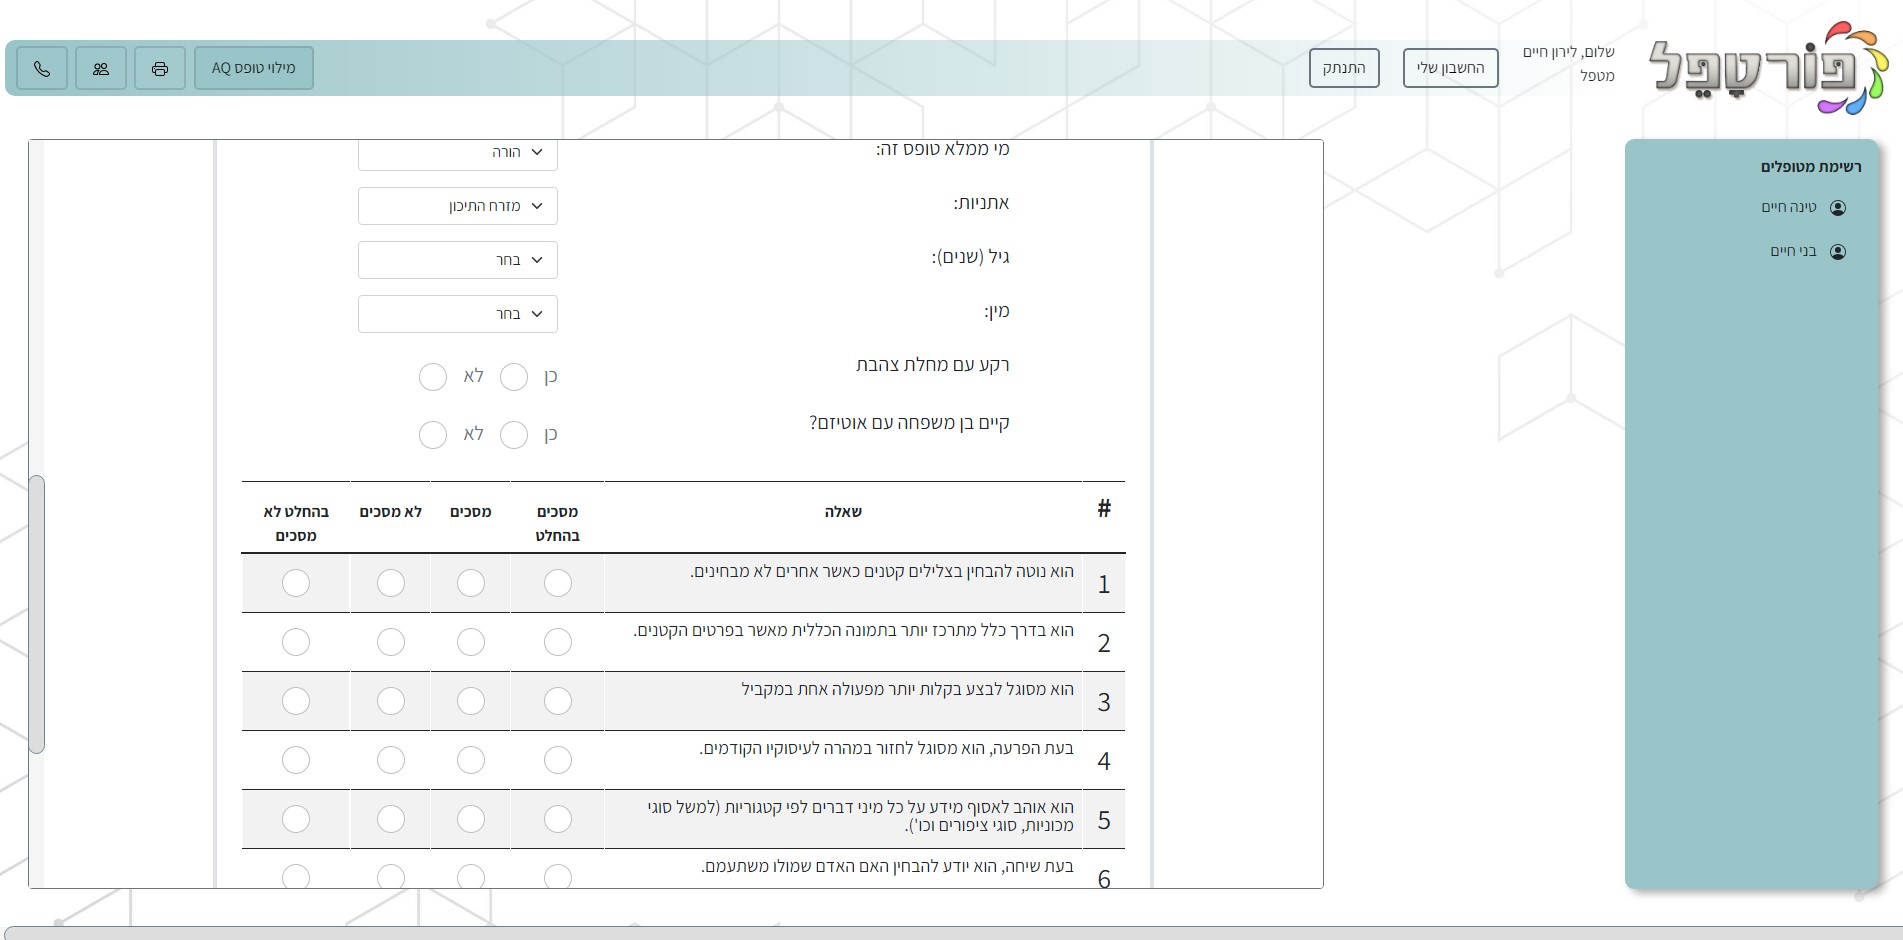 פּוֹרטָפֵּל
שלום, לירון חיים
מטפל
החשבון שלי
התנתק
מילוי טופס AQ
רשימת מטופלים
טינה חיים
בני חיים
מי ממלא טופס זה:
הורה
אתניות:
מזרח התיכון
גיל (שנים):
בחר
מין:
בחר
רקע עם מחלת צהבת
כן לא
קיים בן משפחה עם אוטיזם?
כן לא
# שאלה מסכים בהחלט מסכים לא מסכים בהחלט לא מסכים
1 הוא נוטה להבחין בצלילים קטנים כאשר אחרים לא מבחינים.
2 הוא בדרך כלל מתרכז יותר בתמונה הכללית מאשר בפרטים הקטנים.
3 הוא מסוגל לבצע בקלות יותר מפעולה אחת במקביל
4 בעת הפרעה, הוא מסוגל לחזור במהרה לעיסוקיו הקודמים.
5 הוא אוהב לאסוף מידע על כל מיני דברים לפי קטגוריות (למשל סוגי
מכוניות, סוגי ציפורים וכו').
6 בעת שיחה, הוא יודע להבחין האם האדם שמולו משתעמם.